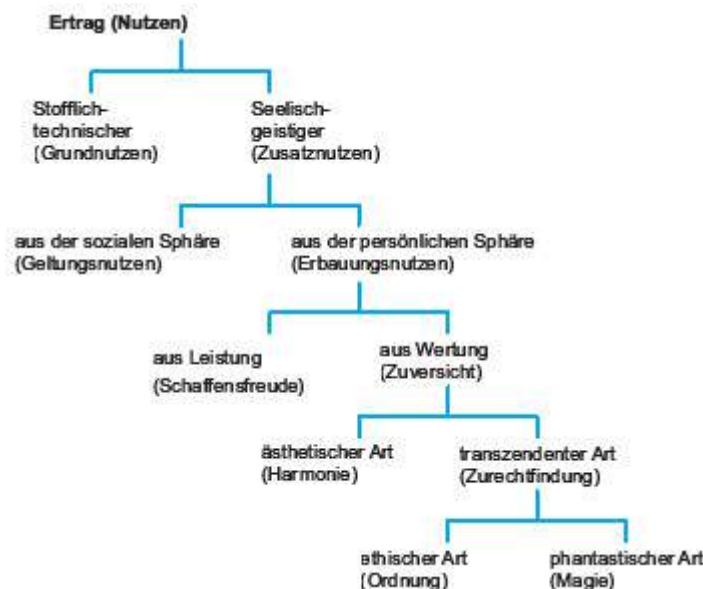 Ertrag (Nutzen)
Stofflich-
technischer
(Grundnutzen)
Seelisch-
geistiger
(Zusatznutzen)
aus der sozialen Sphäre
(Geltungsnutzen)
aus der persönlichen Sphäre
(Erbauungsnutzen)
aus Leistung
(Schaffensfreude)
aus Wertung
(Zuversicht)
ästhetischer Art
(Harmonie)
transzendenter Art
(Zurechtfindung)
ethischer Art
(Ordnung)
phantastischer Art
(Magie)